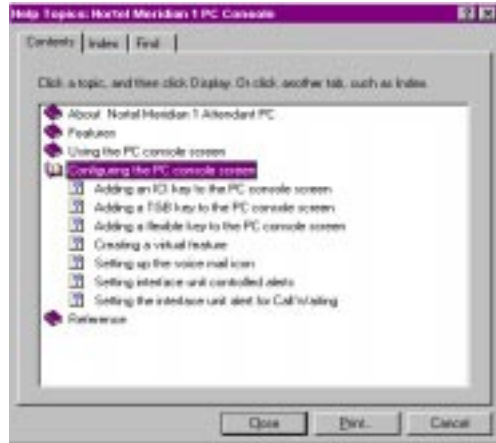 Help Topics: Nortel Meridian 1 PC Console
Contents Index Find
Click a topic, and then click Display. Or click another tab, such as Index.
About Nortel Meridian 1 Attendant PC
Features
Using the PC console screen
Configuring the PC console screen
Adding an ICI key to the PC console screen
Adding a TGB key to the PC console screen
Adding a flexible key to the PC console screen
Creating a virtual feature
Setting up the voice mail icon
Setting interface unit controlled alerts
Setting the interface unit alert for Call Waiting
Reference
Close Print... Cancel